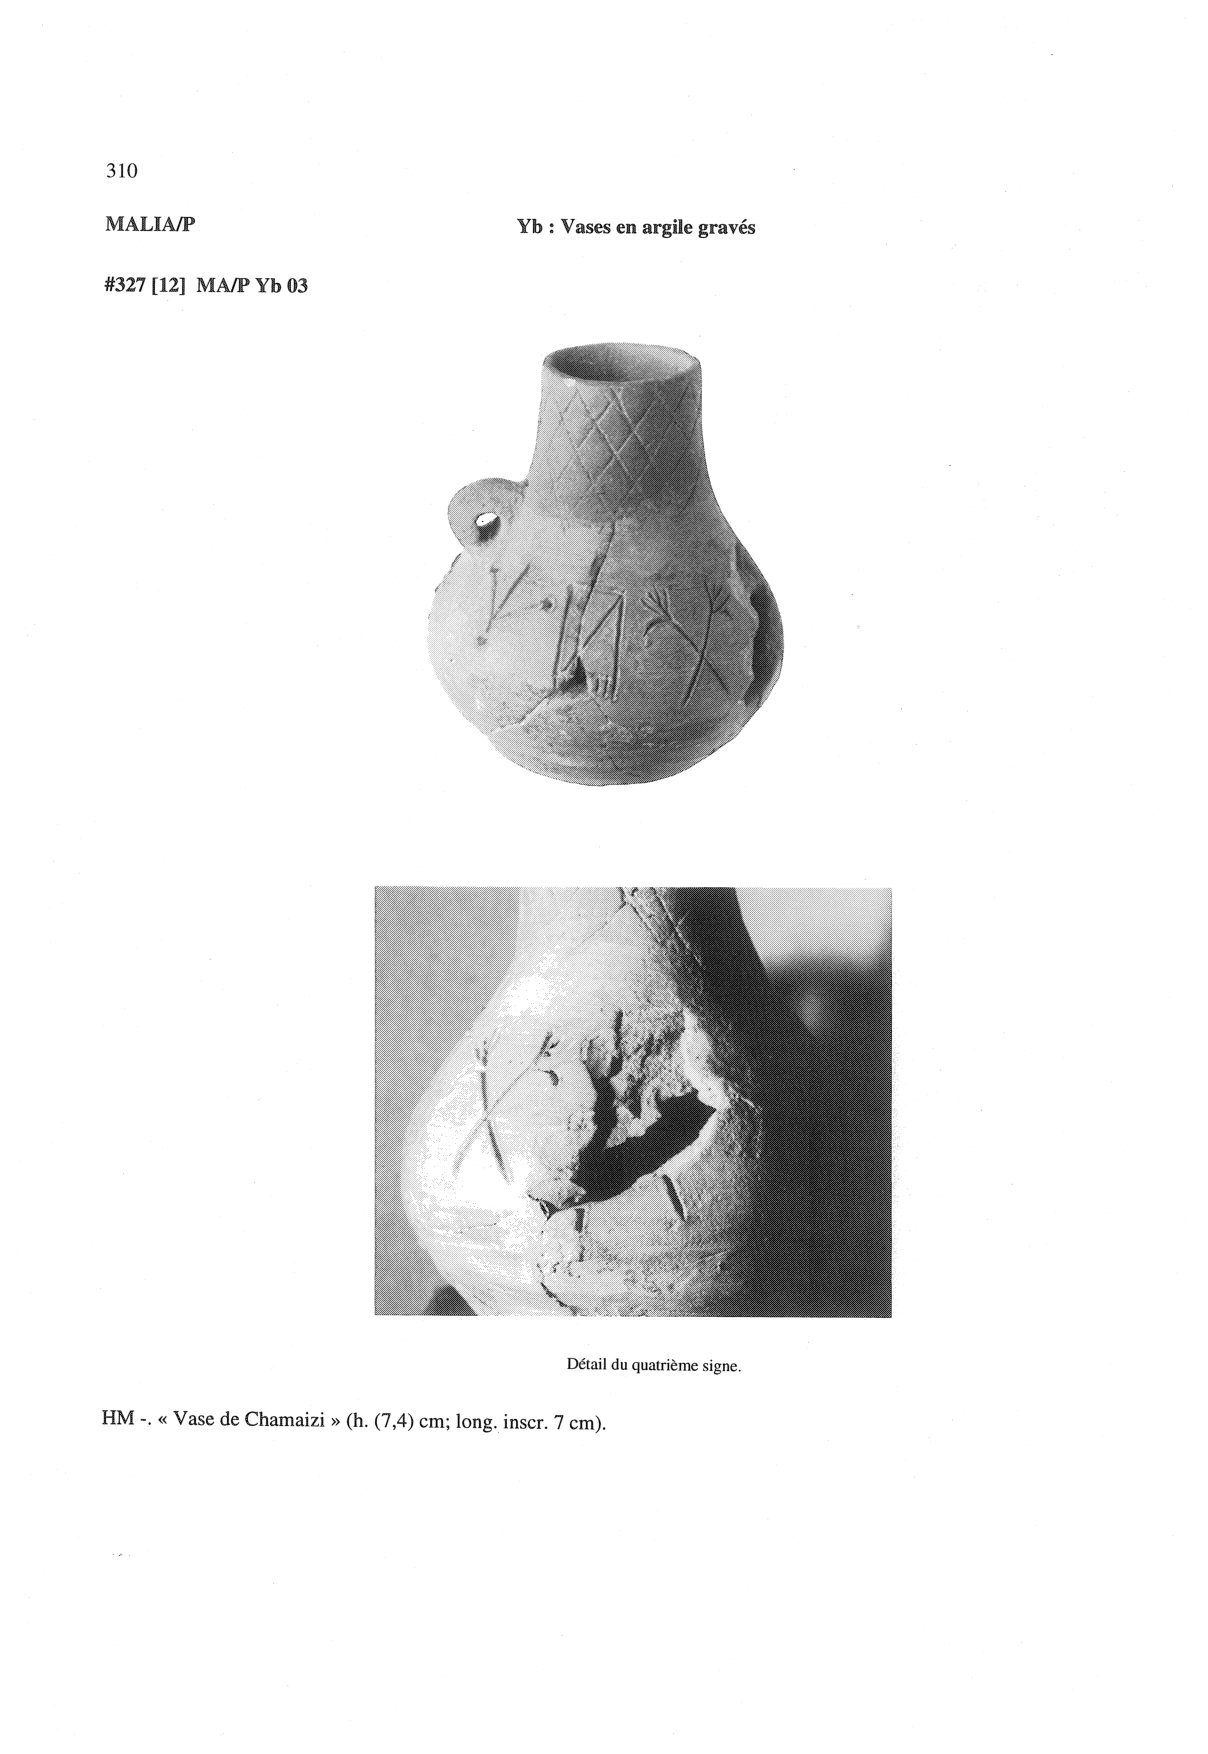 310
MALIA/P
Yb : Vases en argile gravés
#327 [12] MA/P Yb 03
Détail du quatrième signe.
HM -. « Vase de Chamaizi » (h. (7,4) cm; long. inscr. 7 cm).